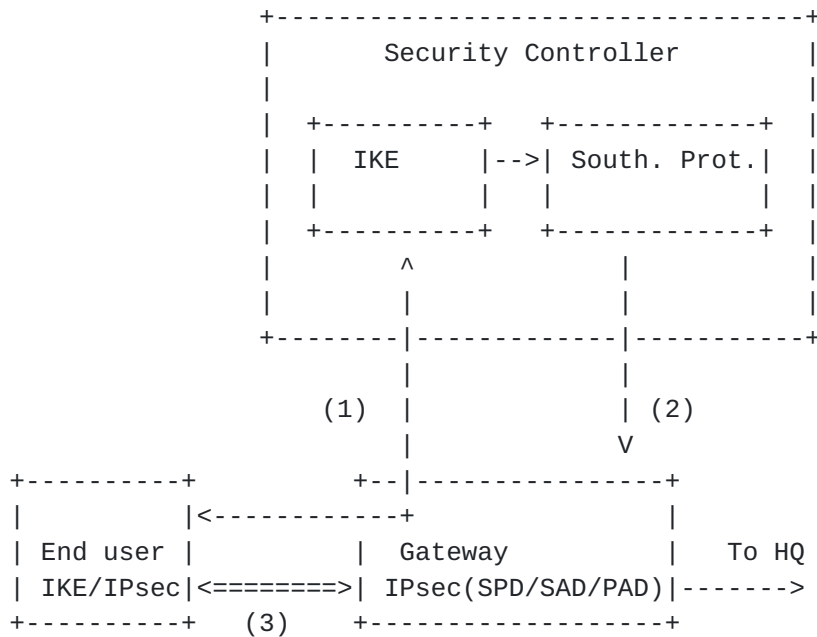 Security Controller
IKE South. Prot.
(1) (2)
End user Gateway To HQ
IKE/IPsec IPsec(SPD/SAD/PAD)
(3)